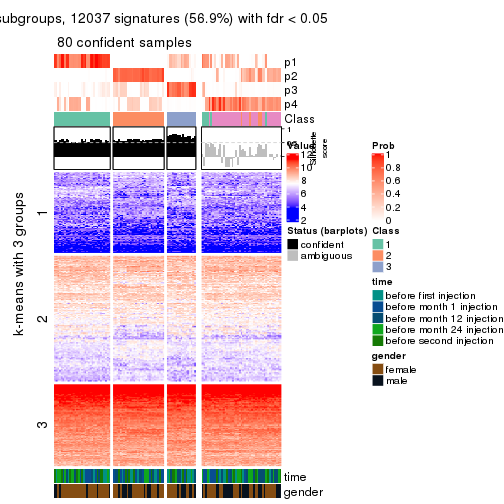 subgroups, 12037 signatures (56.9%) with fdr < 0.05
80 confident samples
p1
p2
p3
p4
Class
1
Silhouette
score
k-means with 3 groups
1
2
3
time
gender
Value
12
10
8
6
4
2
Prob
1
0.8
0.6
0.4
0.2
0
Status (barplots)
confident
ambiguous
Class
1
2
3
time
before first injection
before month 1 injection
before month 12 injection
before month 24 injection
before second injection
gender
female
male